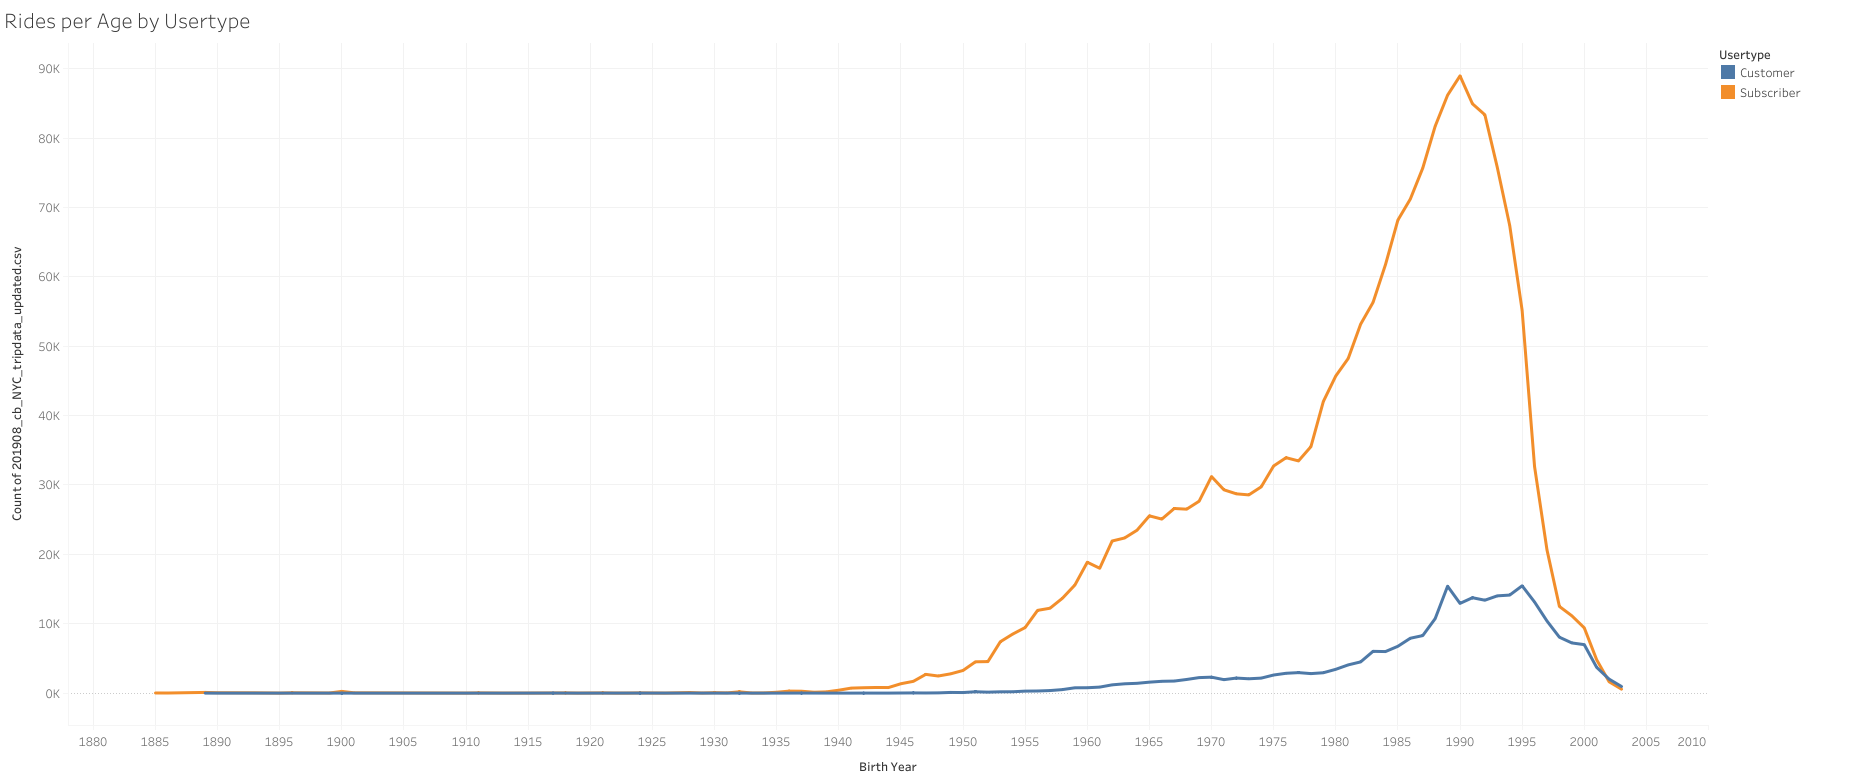 Rides per Age by Usertype
Usertype
Customer
Subscriber
90K
80K
70K
60K
50K
40K
30K
20K
10K
0K
Count of 201908_cb_NYC_tripdata_updated.csv
1880 1885 1890 1895 1900 1905 1910 1915 1920 1925 1930 1935 1940 1945 1950 1955 1960 1965 1970 1975 1980 1985 1990 1995 2000 2005 2010
Birth Year